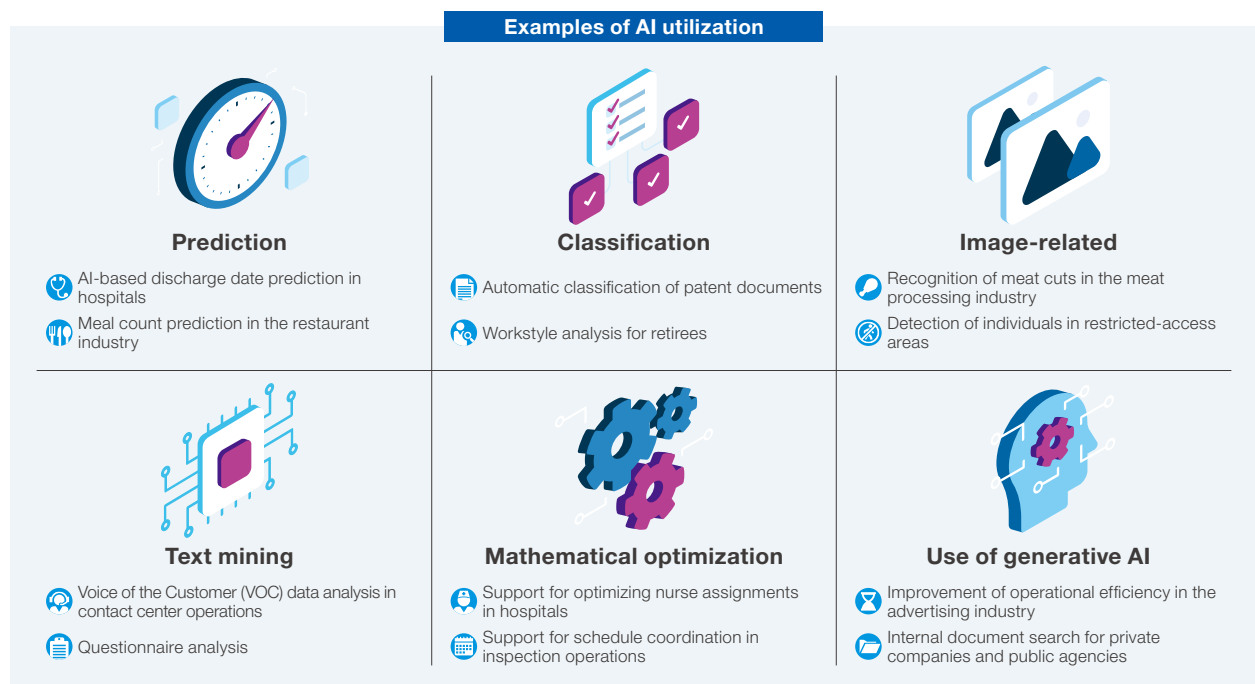 Examples of AI utilization
Prediction
AI-based discharge date prediction in
hospitals
Meal count prediction in the restaurant
industry
Classification
Automatic classification of patent documents
Workstyle analysis for retirees
Image-related
Recognition of meat cuts in the meat
processing industry
Detection of individuals in restricted-access
areas
Text mining
Voice of the Customer (VOC) data analysis in
contact center operations
Questionnaire analysis
Mathematical optimization
Support for optimizing nurse assignments
in hospitals
Support for schedule coordination in
inspection operations
Use of generative AI
Improvement of operational efficiency in the
advertising industry
Internal document search for private
companies and public agencies